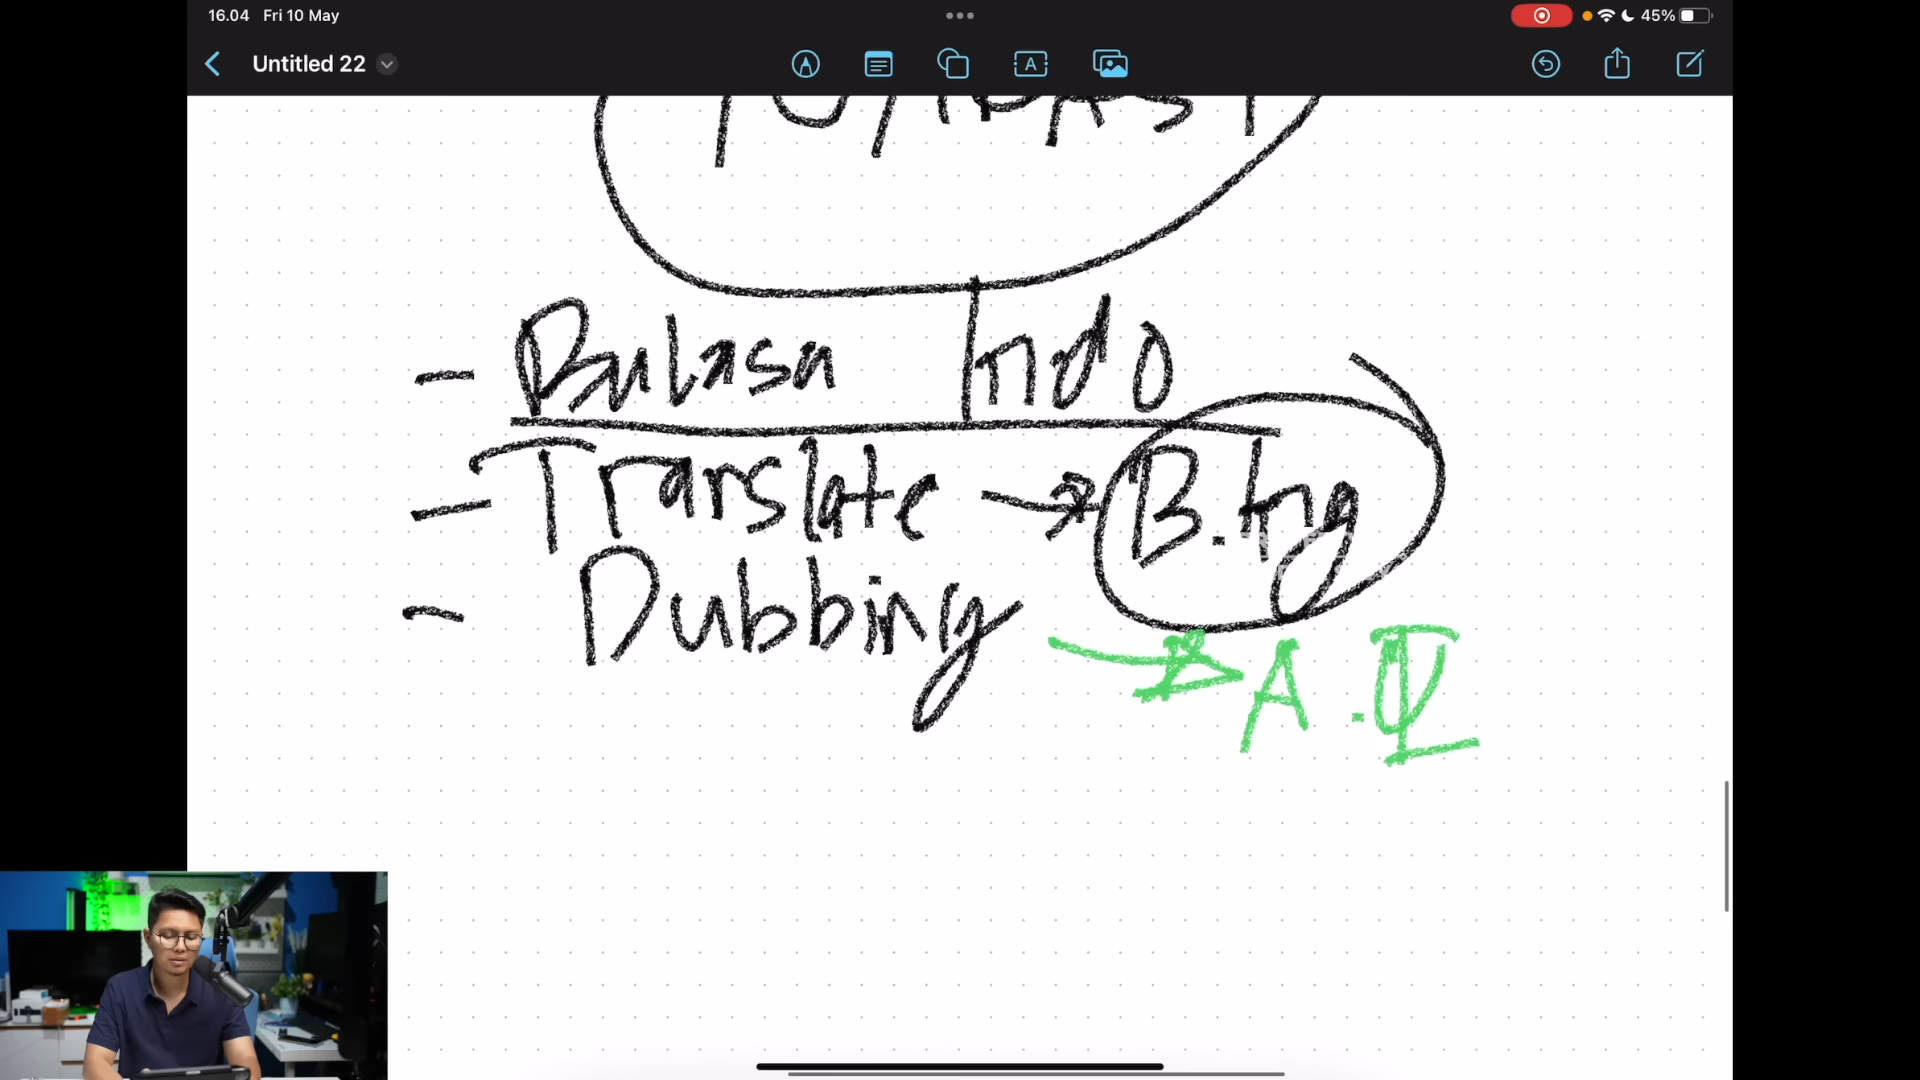 16.04 Fri 10 May 45%
Untitled 22
- Bahasa Indo
- Translate → B.Ing
- Dubbing → A.I